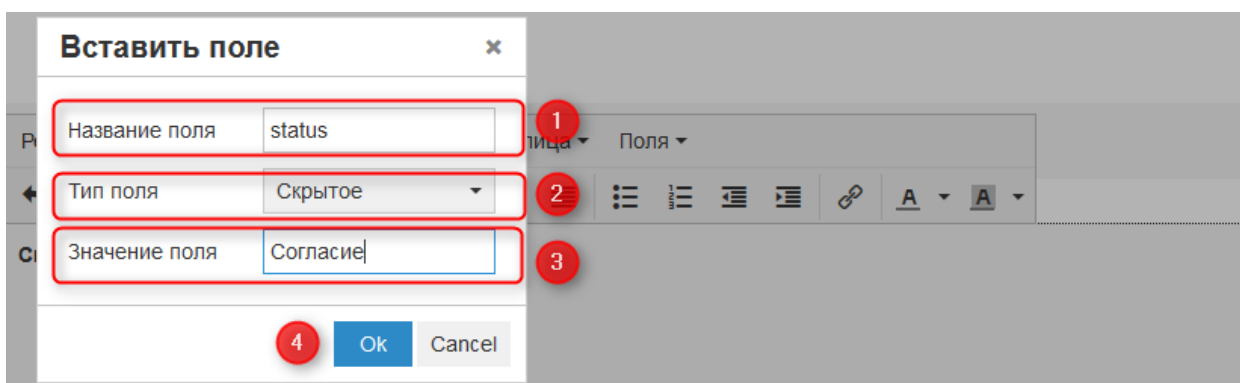 Вставить поле ×
Название поля status 1
лица Поля
Тип поля Скрытое 2
A A
Значение поля Согласие 3
4 Ok Cancel